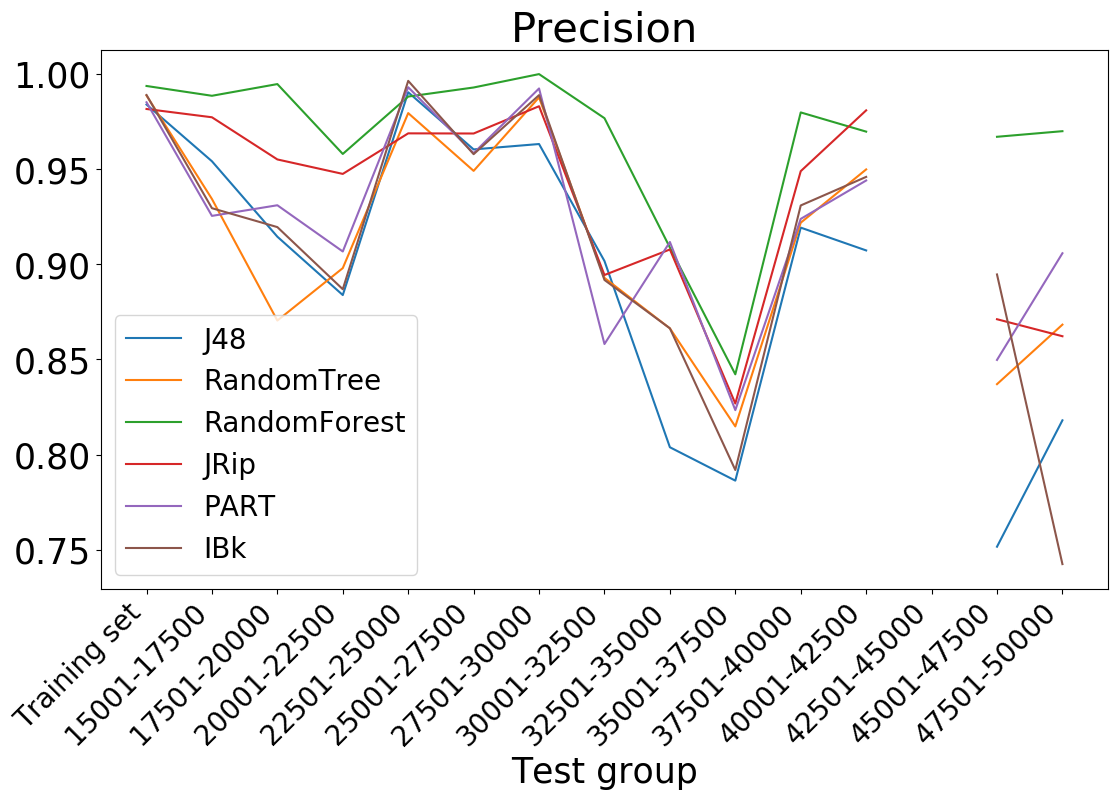 Precision
1.00
0.95
0.90
0.85
0.80
0.75
J48
RandomTree
RandomForest
JRip
PART
IBk
Training set
15001-17500
17501-20000
20001-22500
22501-25000
25001-27500
27501-30000
30001-32500
32501-35000
35001-37500
37501-40000
40001-42500
42501-45000
45001-47500
47501-50000
Test group